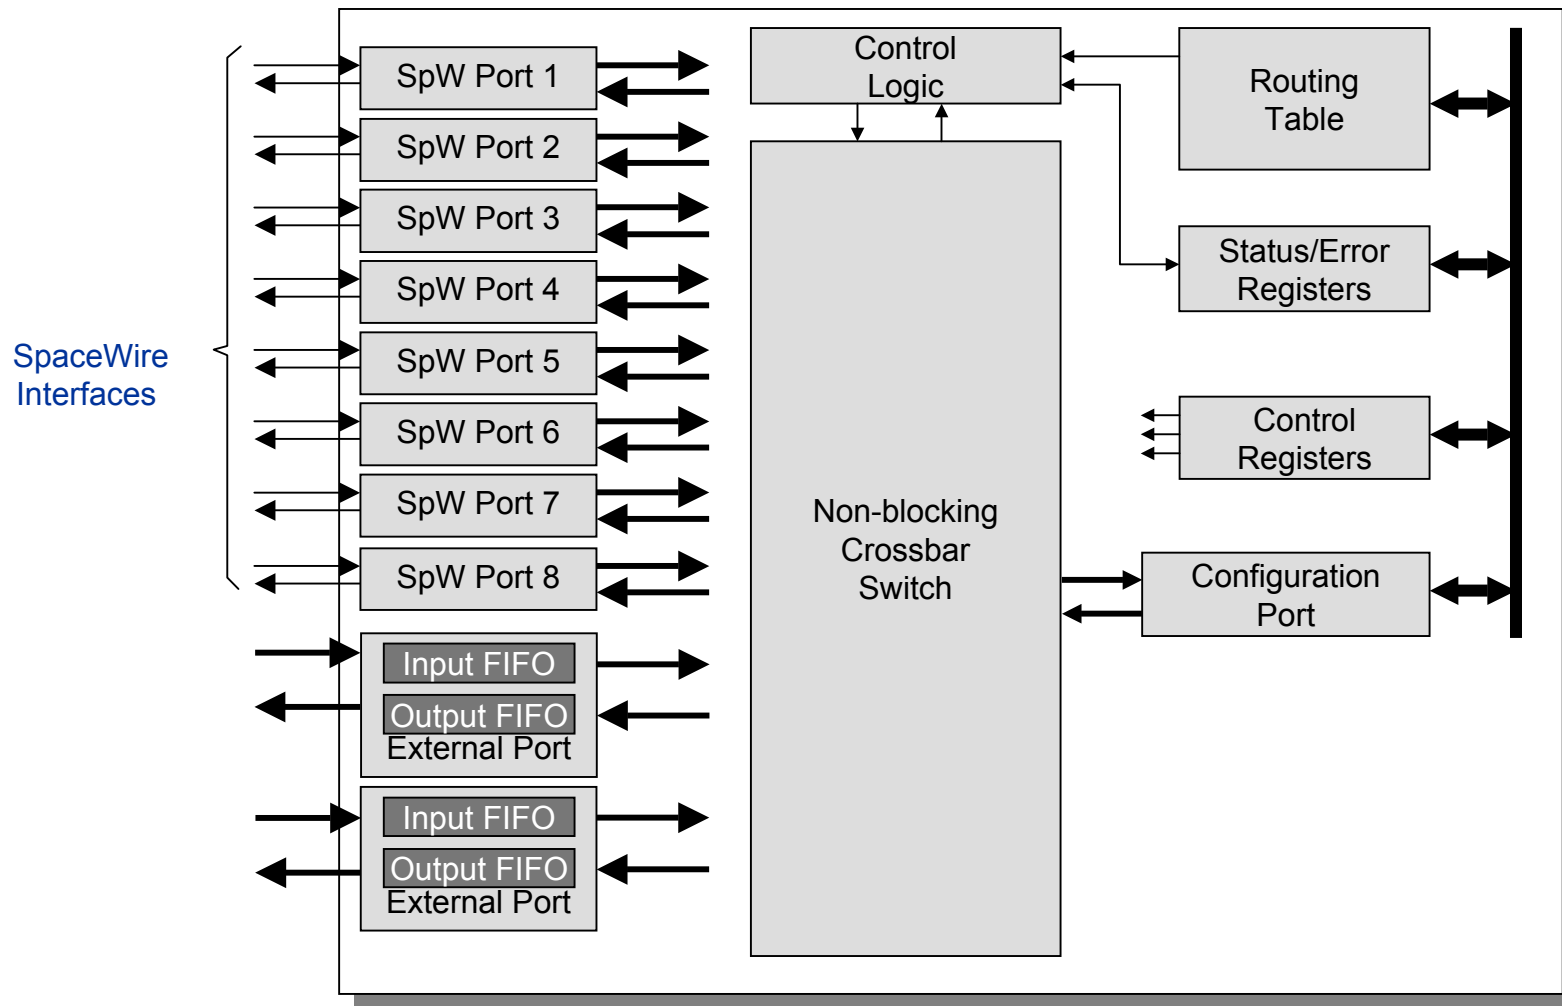 SpaceWire
Interfaces
SpW Port 1
SpW Port 2
SpW Port 3
SpW Port 4
SpW Port 5
SpW Port 6
SpW Port 7
SpW Port 8
Input FIFO
Output FIFO
External Port
Input FIFO
Output FIFO
External Port
Control
Logic
Non-blocking
Crossbar
Switch
Routing
Table
Status/Error
Registers
Control
Registers
Configuration
Port